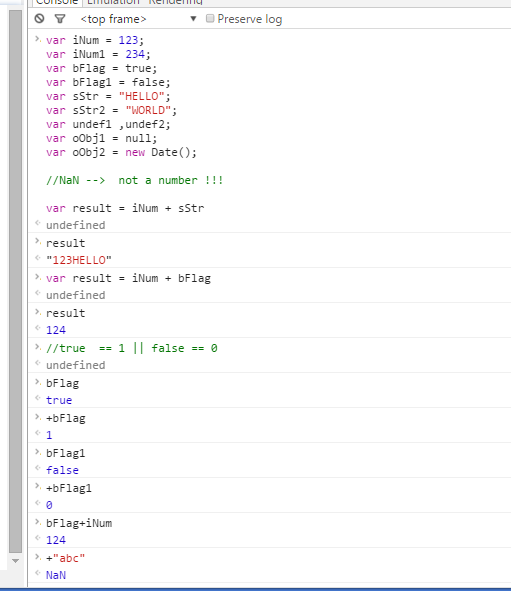 Console Emulation Rendering
<top frame> ▼ Preserve log
var iNum = 123;
var iNum1 = 234;
var bFlag = true;
var bFlag1 = false;
var sStr = "HELLO";
var sStr2 = "WORLD";
var undef1 ,undef2;
var oObj1 = null;
var oObj2 = new Date();
//NaN -->  not a number !!!
var result = iNum + sStr
undefined
result
"123HELLO"
var result = iNum + bFlag
undefined
result
124
//true  == 1 || false == 0
undefined
bFlag
true
+bFlag
1
bFlag1
false
+bFlag1
0
bFlag+iNum
124
+"abc"
NaN